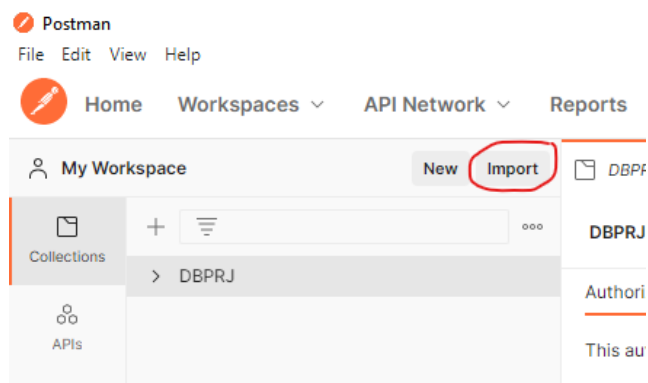 Postman
File Edit View Help
Home Workspaces API Network Reports
My Workspace New Import
DBPRJ
Collections
DBPRJ
APIs
Authori
This au